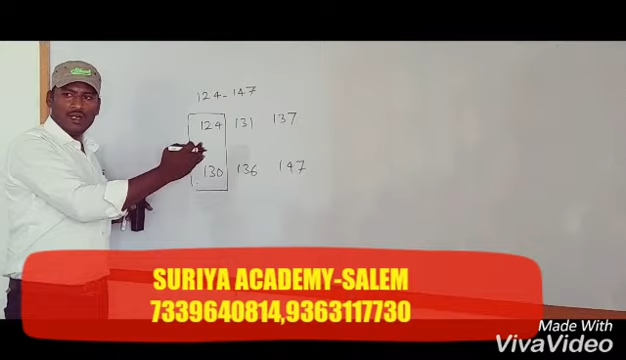 124-147
124 131 137
130 136 147
SURIYA ACADEMY-SALEM
7339640814,9363117730
Made With
VivaVideo